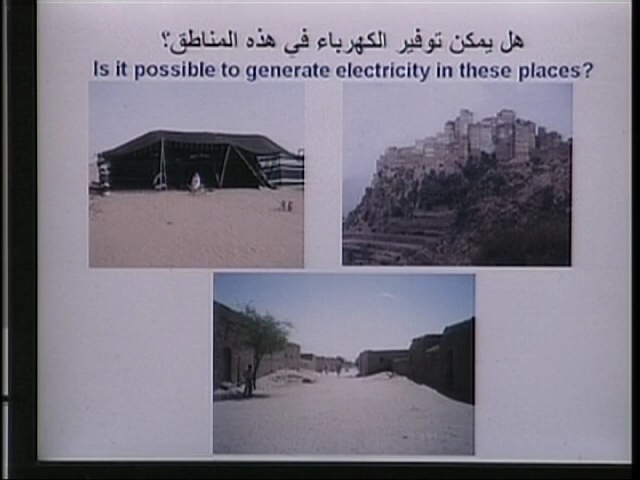 هل يمكن توفير الكهرباء في هذه المناطق؟
Is it possible to generate electricity in these places?